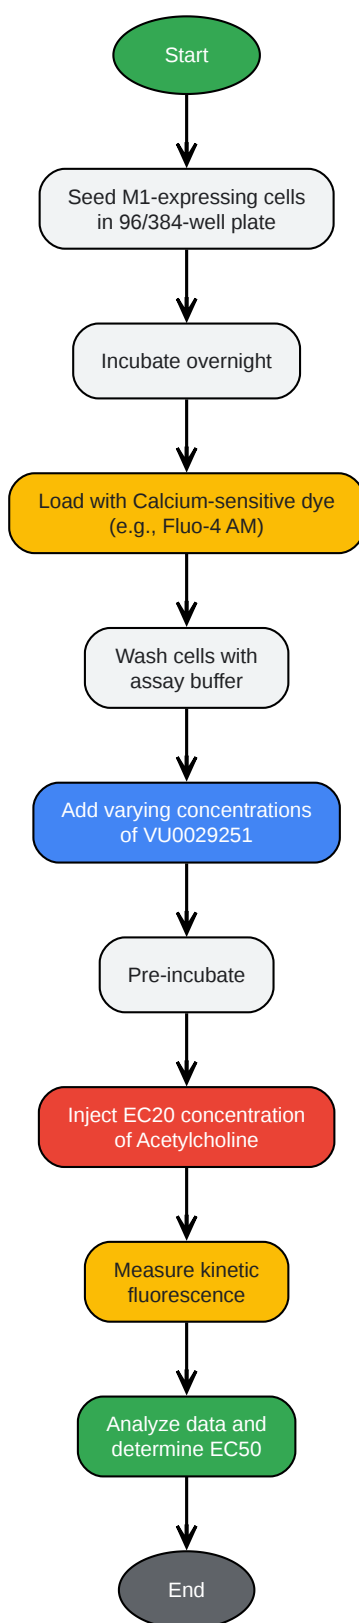 Start
Seed M1-expressing cells
in 96/384-well plate
Incubate overnight
Load with Calcium-sensitive dye
(e.g., Fluo-4 AM)
Wash cells with
assay buffer
Add varying concentrations
of VU0029251
Pre-incubate
Inject EC20 concentration
of Acetylcholine
Measure kinetic
fluorescence
Analyze data and
determine EC50
End